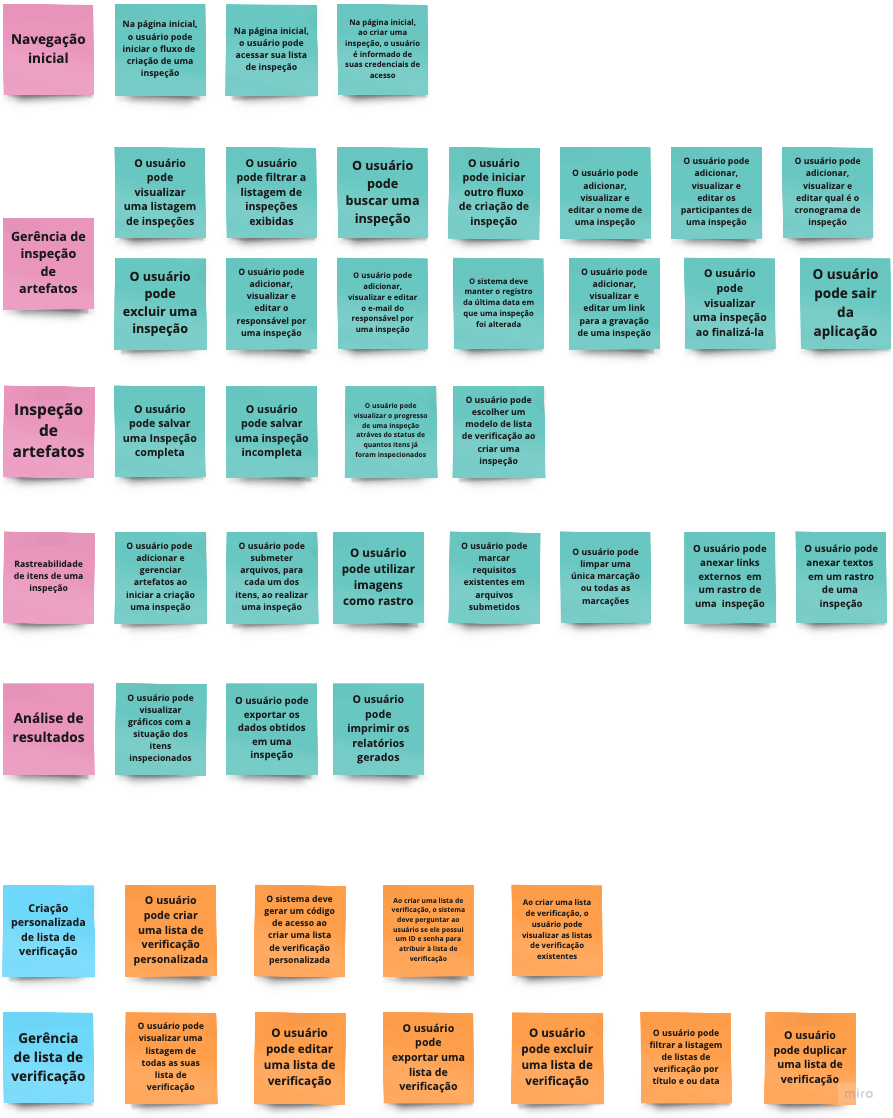 Navegação
inicial
Na página inicial,
o usuário pode
iniciar o fluxo de
criação de uma
inspeção
Na página inicial,
o usuário pode
acessar sua lista
de inspeção
Na página inicial,
ao criar uma
inspeção, o usuário
é informado de
suas credenciais de
acesso
Gerência de
inspeção
de
artefatos
O usuário
pode
visualizar
uma listagem
de inspeções
O usuário
pode filtrar a
listagem de
inspeções
exibidas
O usuário
pode
buscar uma
inspeção
O usuário
pode iniciar
outro fluxo
de criação de
inspeção
O usuário pode
adicionar,
visualizar e
editar o nome de
uma inspeção
O usuário pode
adicionar,
visualizar e
editar os
participantes de
uma inspeção
O usuário pode
adicionar,
visualizar e
editar qual é o
cronograma de
inspeção
O usuário
pode
excluir uma
inspeção
O usuário pode
adicionar,
visualizar e
editar o
responsável por
uma inspeção
O usuário pode
adicionar,
visualizar e editar
o e-mail do
responsável por
uma inspeção
O sistema deve
manter o registro
da última data em
que uma inspeção
foi alterada
O usuário pode
adicionar,
visualizar e
editar um link
para a gravação
de uma inspeção
O usuário
pode
visualizar
uma inspeção
ao finalizá-la
O usuário
pode sair
da
aplicação
Inspeção
de
artefatos
O usuário
pode salvar
uma Inspeção
completa
O usuário
pode salvar
uma inspeção
incompleta
O usuário pode
visualizar o progresso
de uma inspeção
atráves do status de
quantos itens já
foram inspecionados
O usuário pode
escolher um
modelo de lista
de verificação ao
criar uma
inspeção
Rastreabilidade
de itens de uma
inspeção
O usuário pode
adicionar e
gerenciar
artefatos ao
iniciar a criação
uma inspeção
O usuário pode
submeter
arquivos, para
cada um dos
itens, ao realizar
uma inspeção
O usuário
pode utilizar
imagens
como rastro
O usuário pode
marcar
requisitos
existentes em
arquivos
submetidos
O usuário pode
limpar uma
única marcação
ou todas as
marcações
O usuário pode
anexar links
externos em
um rastro de
uma inspeção
O usuário pode
anexar textos
em um rastro
de uma
inspeção
Análise de
resultados
O usuário pode
visualizar
gráficos com a
situação dos
itens
inspecionados
O usuário pode
exportar os
dados obtidos
em uma
inspeção
O usuário
pode
imprimir os
relatórios
gerados
Criação
personalizada
de lista de
verificação
O usuário
pode criar
uma lista de
verificação
personalizada
O sistema deve
gerar um código
de acesso ao
criar uma lista
de verificação
personalizada
Ao criar uma lista de
verificação, o sistema
deve perguntar ao
usuário se ele possui
um ID e senha para
atribuir à lista de
verificação
Ao criar uma lista
de verificação, o
usuário pode
visualizar as listas
de verificação
existentes
Gerência
de lista de
verificação
O usuário pode
visualizar uma
listagem de
todas as suas
lista de
verificação
O usuário
pode editar
uma lista de
verificação
O usuário
pode
exportar uma
lista de
verificação
O usuário
pode excluir
uma lista de
verificação
O usuário pode
filtrar a listagem
de listas de
verificação por
título e ou data
O usuário
pode duplicar
uma lista de
verificação
miro